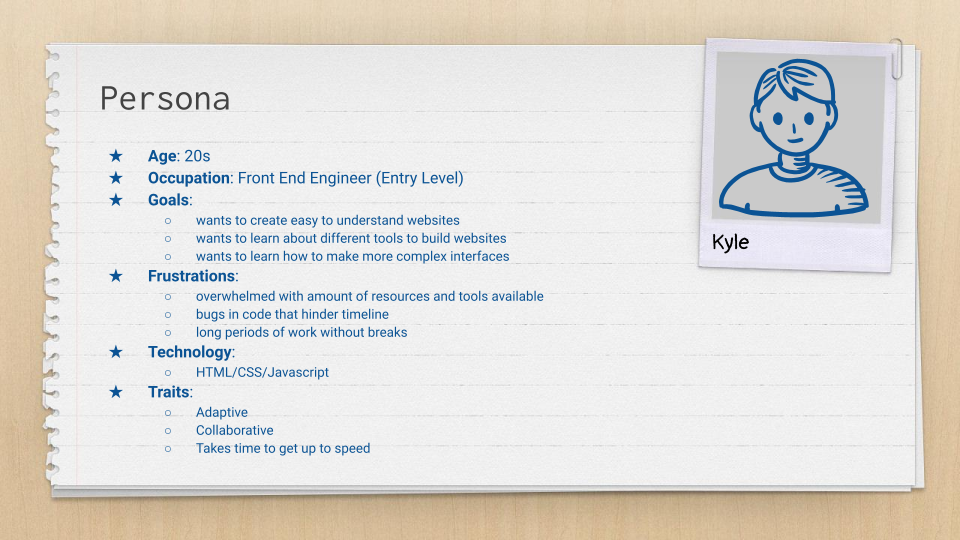 Persona
★ Age: 20s
★ Occupation: Front End Engineer (Entry Level)
★ Goals:
○ wants to create easy to understand websites
○ wants to learn about different tools to build websites
○ wants to learn how to make more complex interfaces
★ Frustrations:
○ overwhelmed with amount of resources and tools available
○ bugs in code that hinder timeline
○ long periods of work without breaks
★ Technology:
○ HTML/CSS/Javascript
★ Traits:
○ Adaptive
○ Collaborative
○ Takes time to get up to speed
Kyle